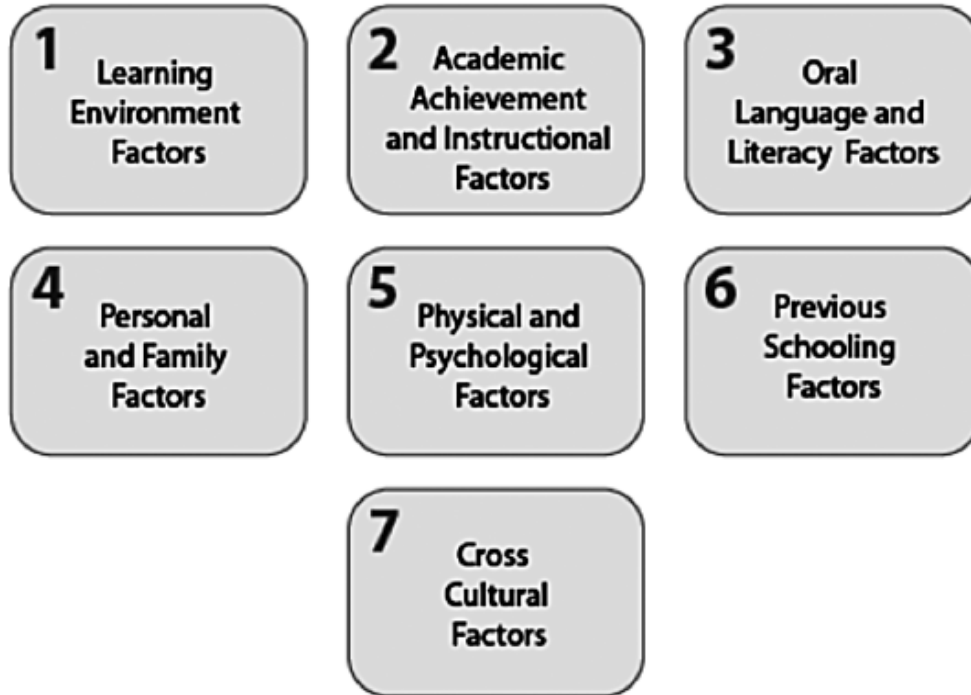 1
Learning
Environment
Factors
2
Academic
Achievement
and Instructional
Factors
3
Oral
Language and
Literacy Factors
4
Personal
and Family
Factors
5
Physical and
Psychological
Factors
6
Previous
Schooling
Factors
7
Cross
Cultural
Factors